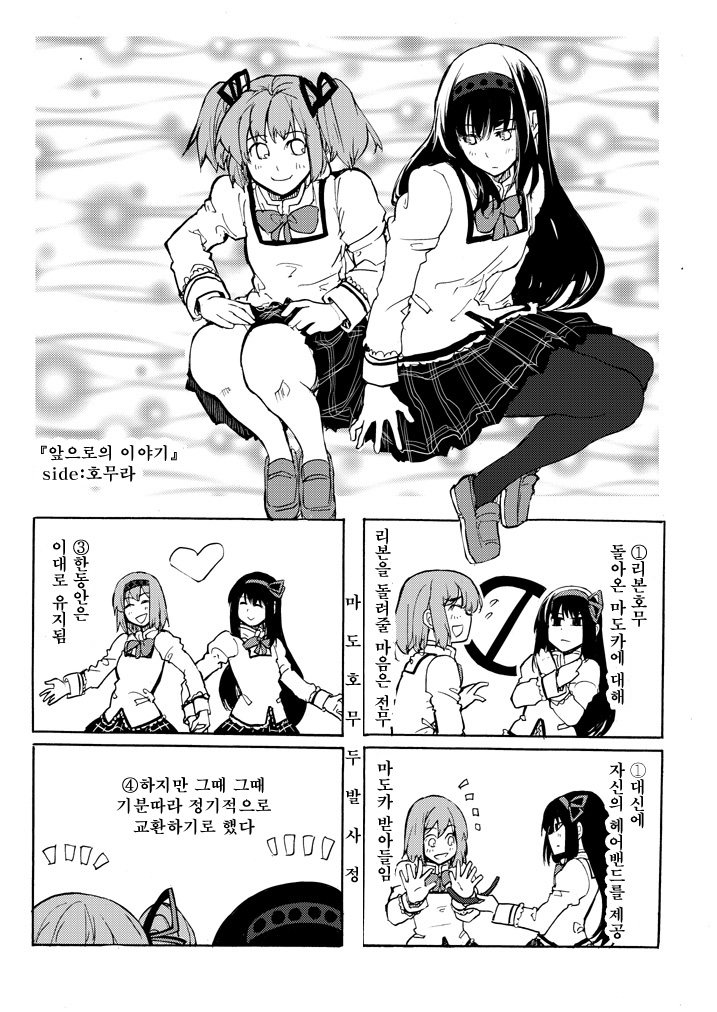 『앞으로의 이야기』
side:호무라
①리본호무
돌아온 마도카에 대해
리본을 돌려줄 마음은 전무
①대신에
자신의 헤어밴드를 제공
마도카 받아들임
마도호무 두발사정
③한동안은
이대로 유지됨
④하지만 그때 그때
기분따라 정기적으로
교환하기로 했다